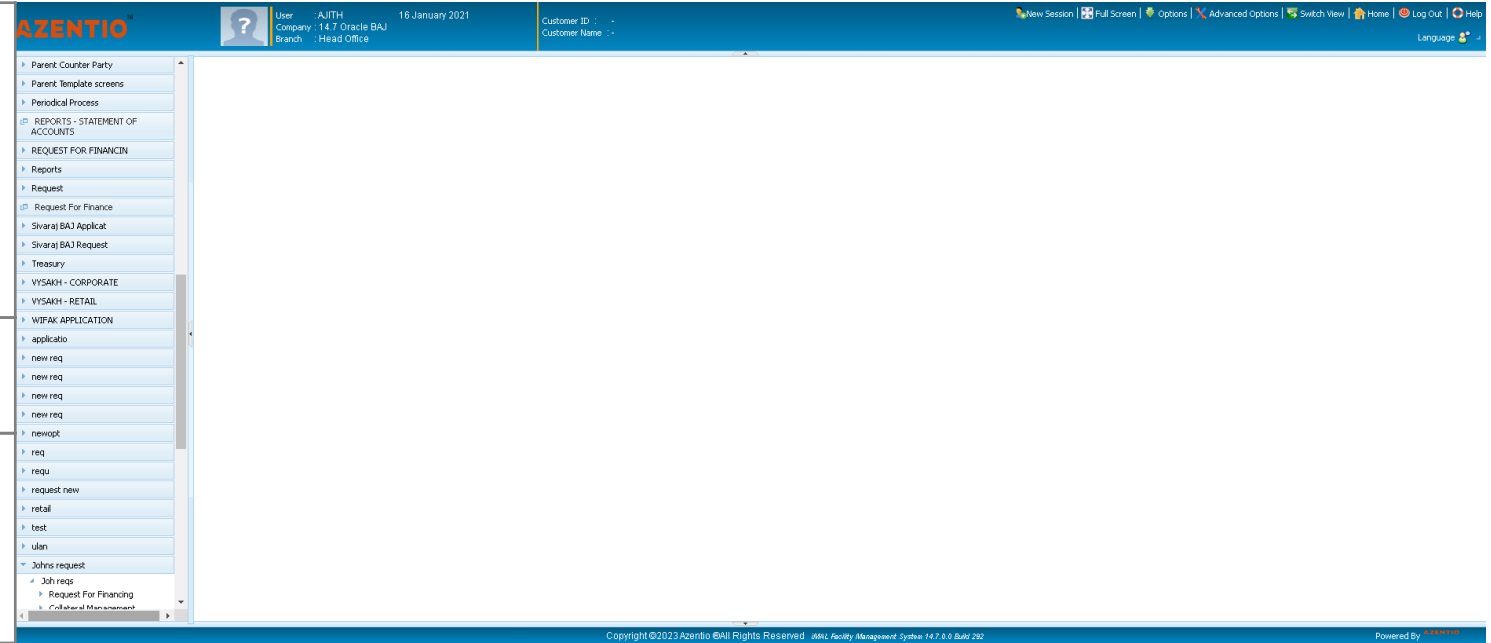 AZENTIO
User : AJITH 16 January 2021
Company : 14.7 Oracle BAJ
Branch : Head Office
Customer ID : -
Customer Name : -
New Session | Full Screen | Options | Advanced Options | Switch View | Home | Log Out | Help
Language
Parent Counter Party
Parent Template screens
Periodical Process
REPORTS - STATEMENT OF
ACCOUNTS
REQUEST FOR FINANCIN
Reports
Request
Request For Finance
Sivaraj BAJ Applicat
Sivaraj BAJ Request
Treasury
VYSAKH - CORPORATE
VYSAKH - RETAIL
WIFAK APPLICATION
applicatio
new req
new req
new req
new req
newopt
req
requ
request new
retail
test
ulan
Johns request
Joh reqs
Request For Financing
Collateral Management
Copyright ©2023 Azentio ®All Rights Reserved iMAL Facility Management System 14.7.0.0 Build 292
Powered By AZENTIO